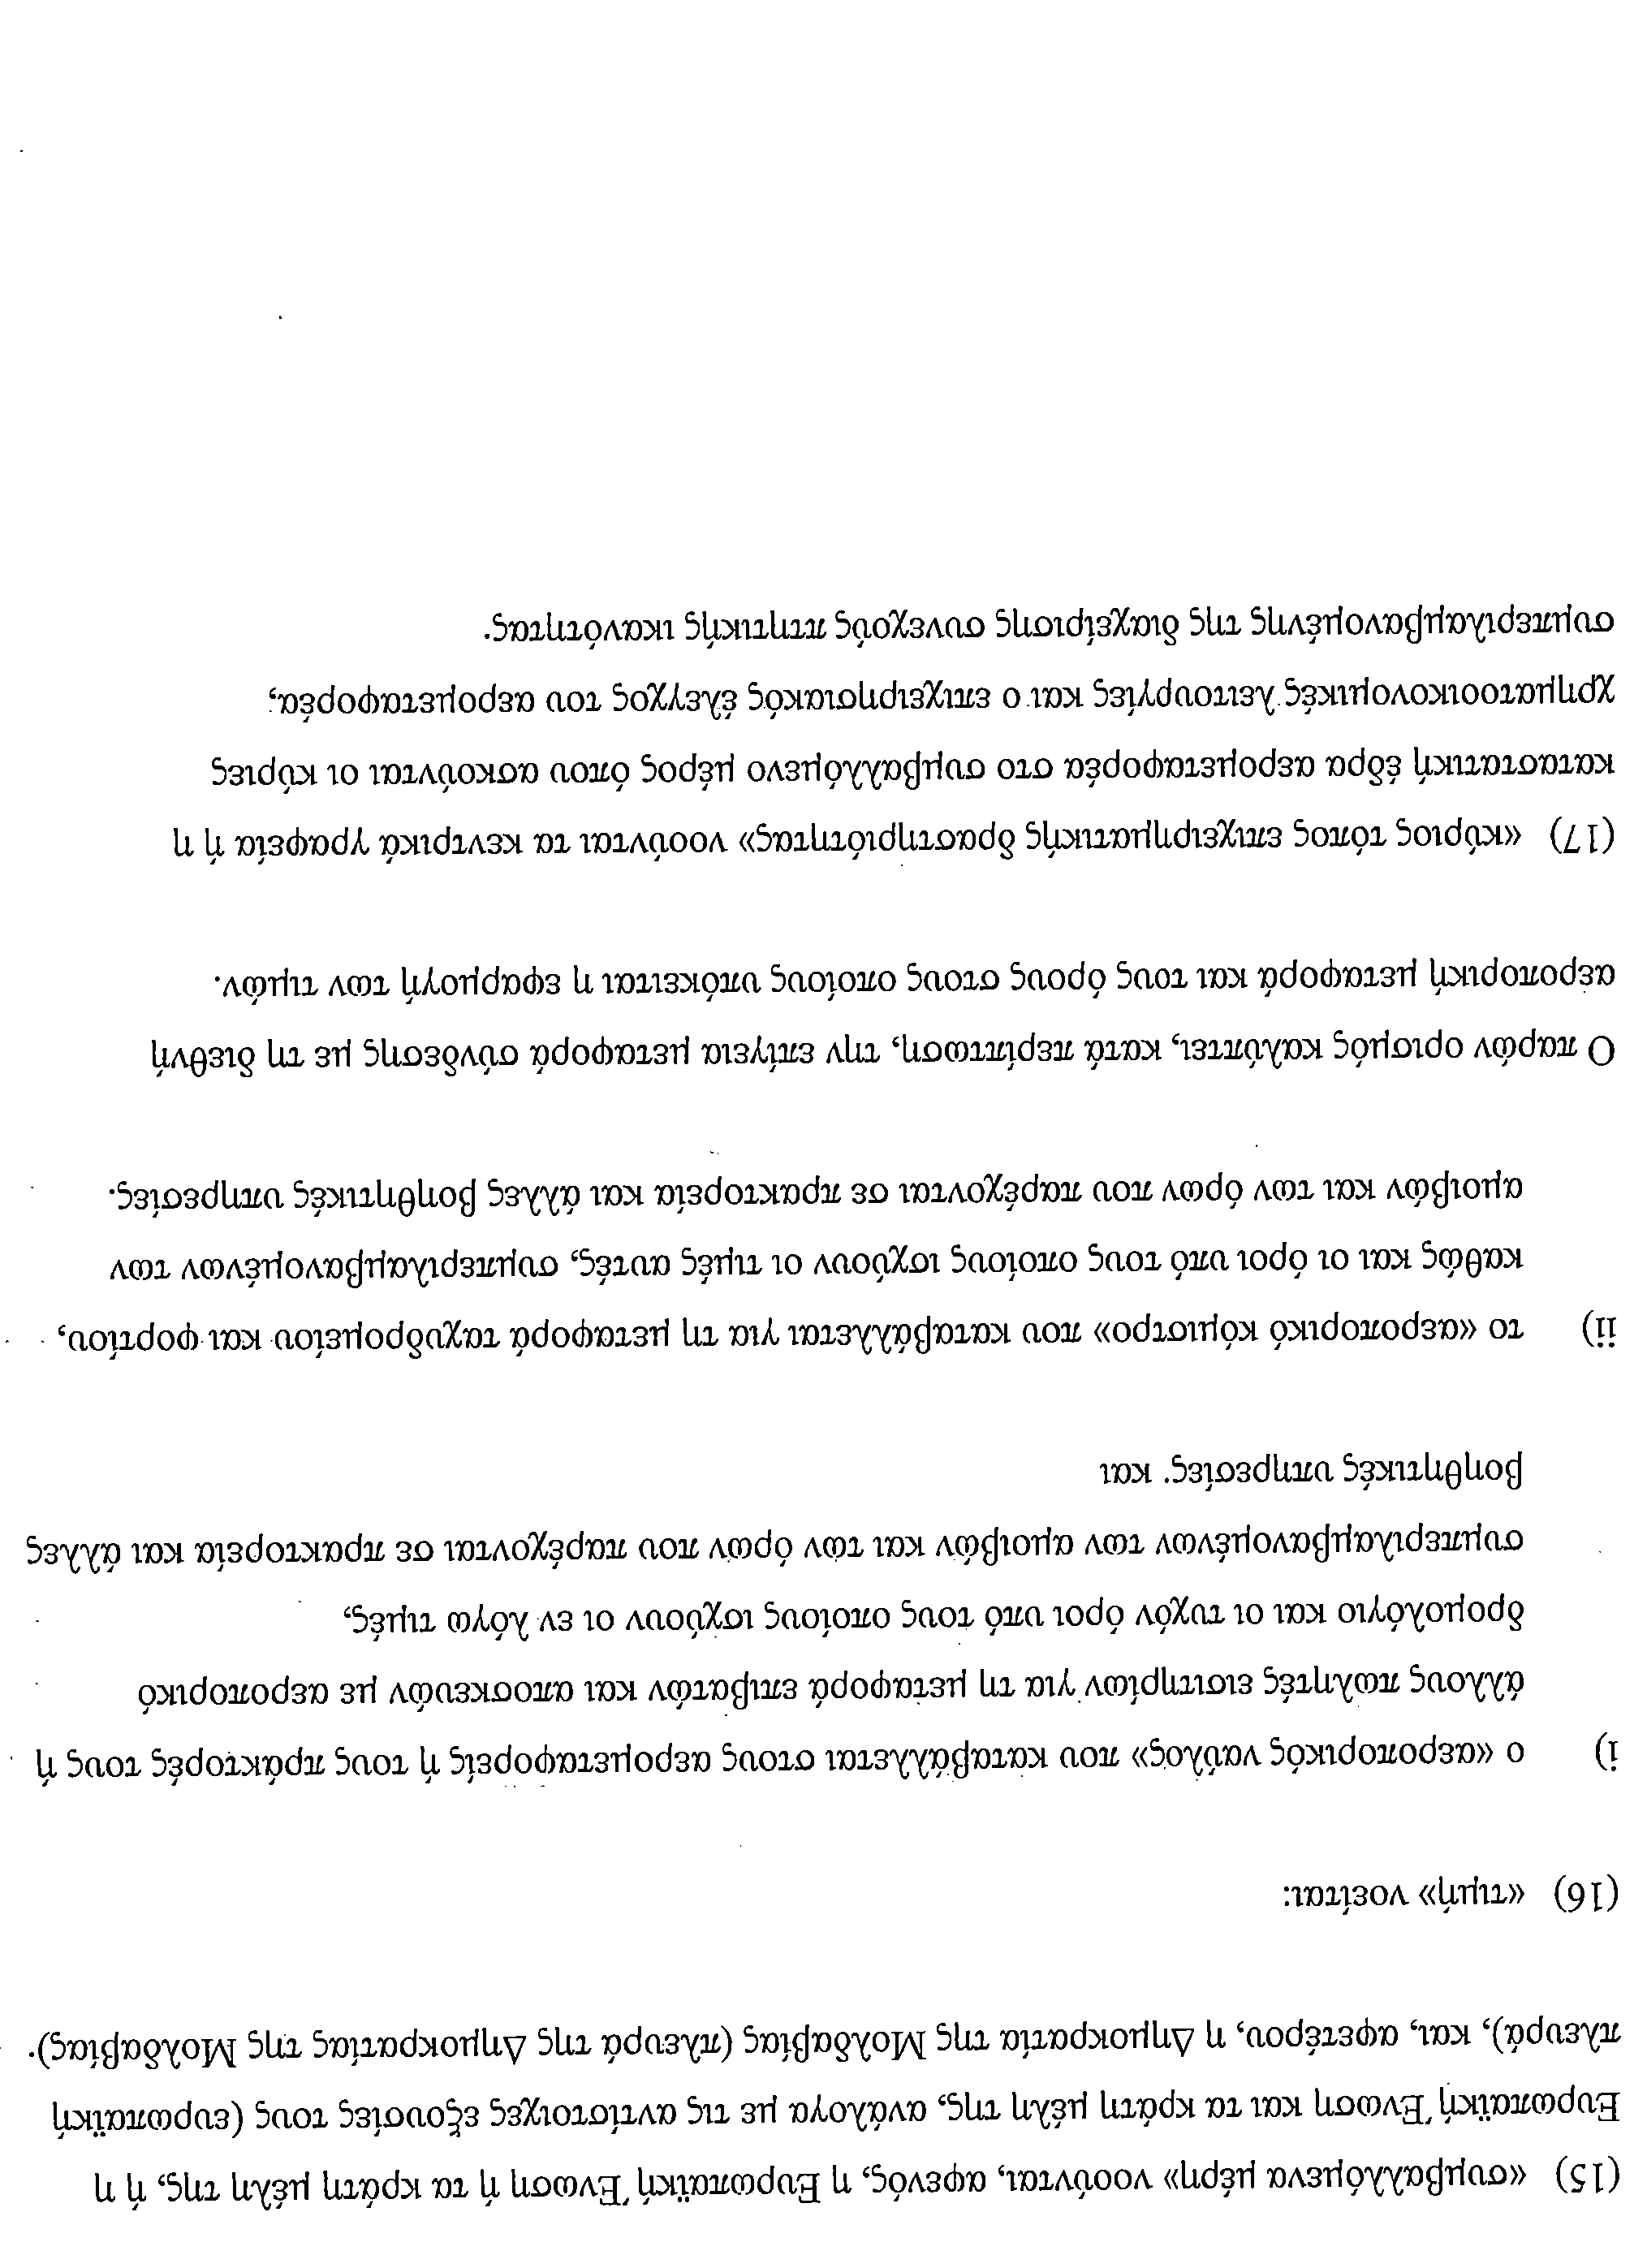 (15) «συμβαλλόμενα μέρη» νοούνται, αφενός, η Ευρωπαϊκή Ένωση ή τα κράτη μέλη της, ή η
Ευρωπαϊκή Ένωση και τα κράτη μέλη της, ανάλογα με τις αντίστοιχες εξουσίες τους (ευρωπαϊκή
πλευρά), και, αφετέρου, η Δημοκρατία της Μολδαβίας (πλευρά της Δημοκρατίας της Μολδαβίας).
(16) «τιμή» νοείται:
i) ο «αεροπορικός ναύλος» που καταβάλλεται στους αερομεταφορείς ή τους πράκτορές τους ή
άλλους πωλητές εισιτηρίων για τη μεταφορά επιβατών και αποσκευών με αεροπορικό
δρομολόγιο και οι τυχόν όροι υπό τους οποίους ισχύουν οι εν λόγω τιμές,
συμπεριλαμβανομένων των αμοιβών και των όρων που παρέχονται σε πρακτορεία και άλλες
βοηθητικές υπηρεσίες· και
ii) το «αεροπορικό κόμιστρο» που καταβάλλεται για τη μεταφορά ταχυδρομείου και φορτίου,
καθώς και οι όροι υπό τους οποίους ισχύουν οι τιμές αυτές, συμπεριλαμβανομένων των
αμοιβών και των όρων που παρέχονται σε πρακτορεία και άλλες βοηθητικές υπηρεσίες.
Ο παρών ορισμός καλύπτει, κατά περίπτωση, την επίγεια μεταφορά σύνδεσης με τη διεθνή
αεροπορική μεταφορά και τους όρους στους οποίους υπόκειται η εφαρμογή των τιμών.
(17) «κύριος τόπος επιχειρηματικής δραστηριότητας» νοούνται τα κεντρικά γραφεία ή η
καταστατική έδρα αερομεταφορέα στο συμβαλλόμενο μέρος όπου ασκούνται οι κύριες
χρηματοοικονομικές λειτουργίες και ο επιχειρησιακός έλεγχος του αερομεταφορέα,
συμπεριλαμβανομένης της διαχείρισης συνεχούς πτητικής ικανότητας.